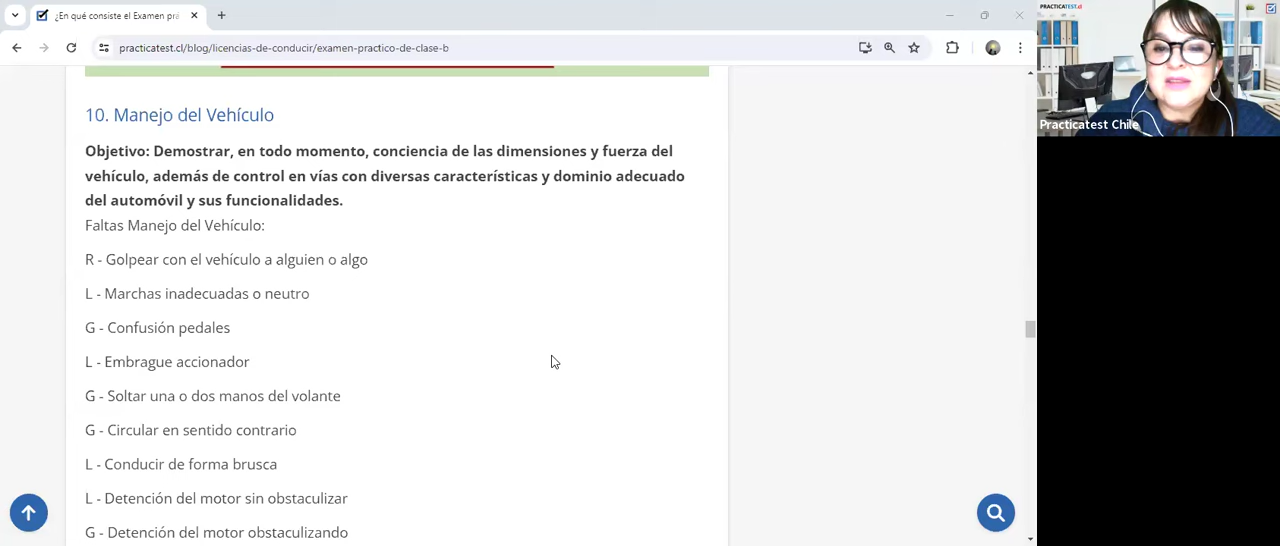 ¿En qué consiste el Examen prá
practicatest.cl/blog/licencias-de-conducir/examen-practico-de-clase-b
PRACTICATEST.cl
Practicatest Chile
10. Manejo del Vehículo
Objetivo: Demostrar, en todo momento, conciencia de las dimensiones y fuerza del
vehículo, además de control en vías con diversas características y dominio adecuado
del automóvil y sus funcionalidades.
Faltas Manejo del Vehículo:
R - Golpear con el vehículo a alguien o algo
L - Marchas inadecuadas o neutro
G - Confusión pedales
L - Embrague accionador
G - Soltar una o dos manos del volante
G - Circular en sentido contrario
L - Conducir de forma brusca
L - Detención del motor sin obstaculizar
G - Detención del motor obstaculizando